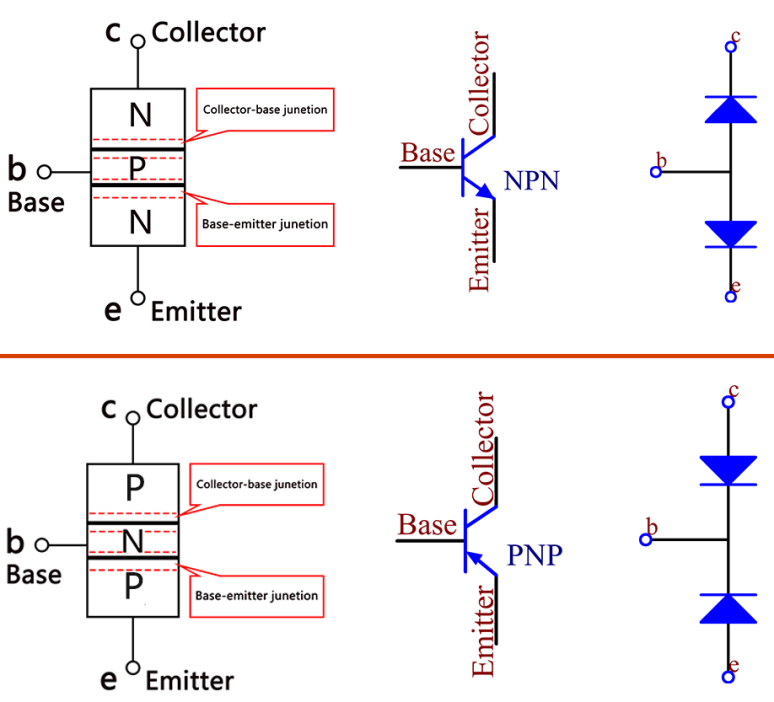 c Collector
N
Collector-base junetion
b
P
Base
Base-emitter junetion
N
e Emitter
Collector
Base
NPN
Emitter
c
b
e
c Collector
P
Collector-base junetion
b
N
Base
P
Base-emitter junetion
e Emitter
Collector
Base
PNP
Emitter
c
b
e